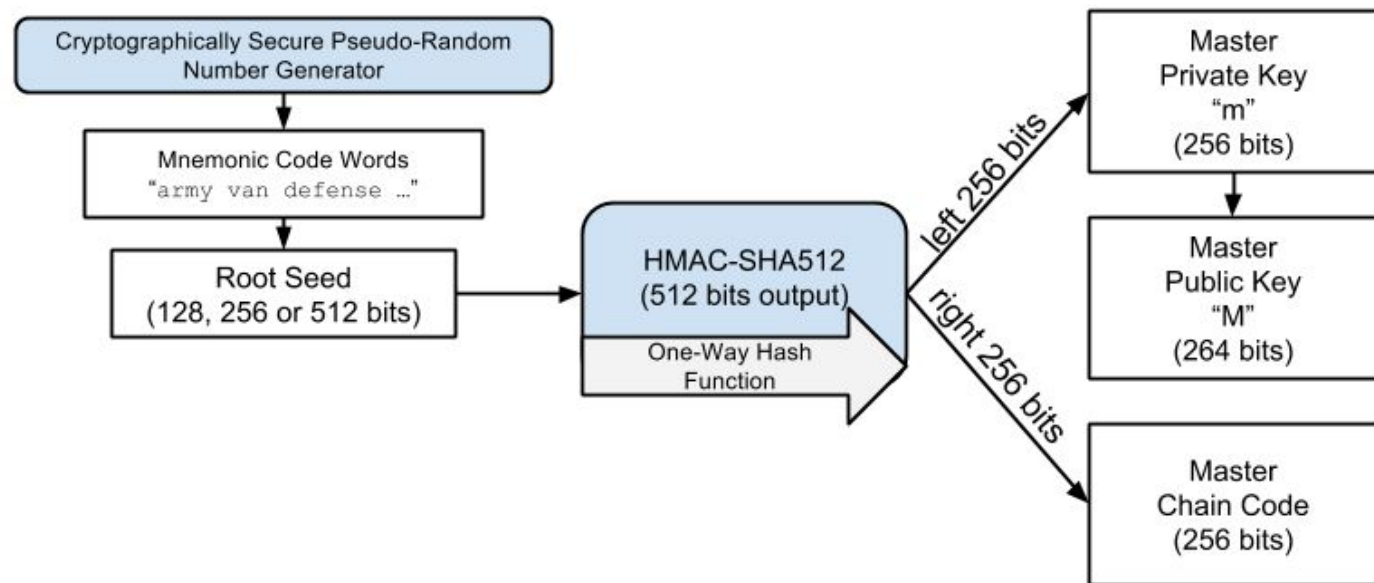 Cryptographically Secure Pseudo-Random
Number Generator
Mnemonic Code Words
“army van defense …”
Root Seed
(128, 256 or 512 bits)
HMAC-SHA512
(512 bits output)
One-Way Hash
Function
left 256 bits
right 256 bits
Master
Private Key
“m”
(256 bits)
Master
Public Key
“M”
(264 bits)
Master
Chain Code
(256 bits)